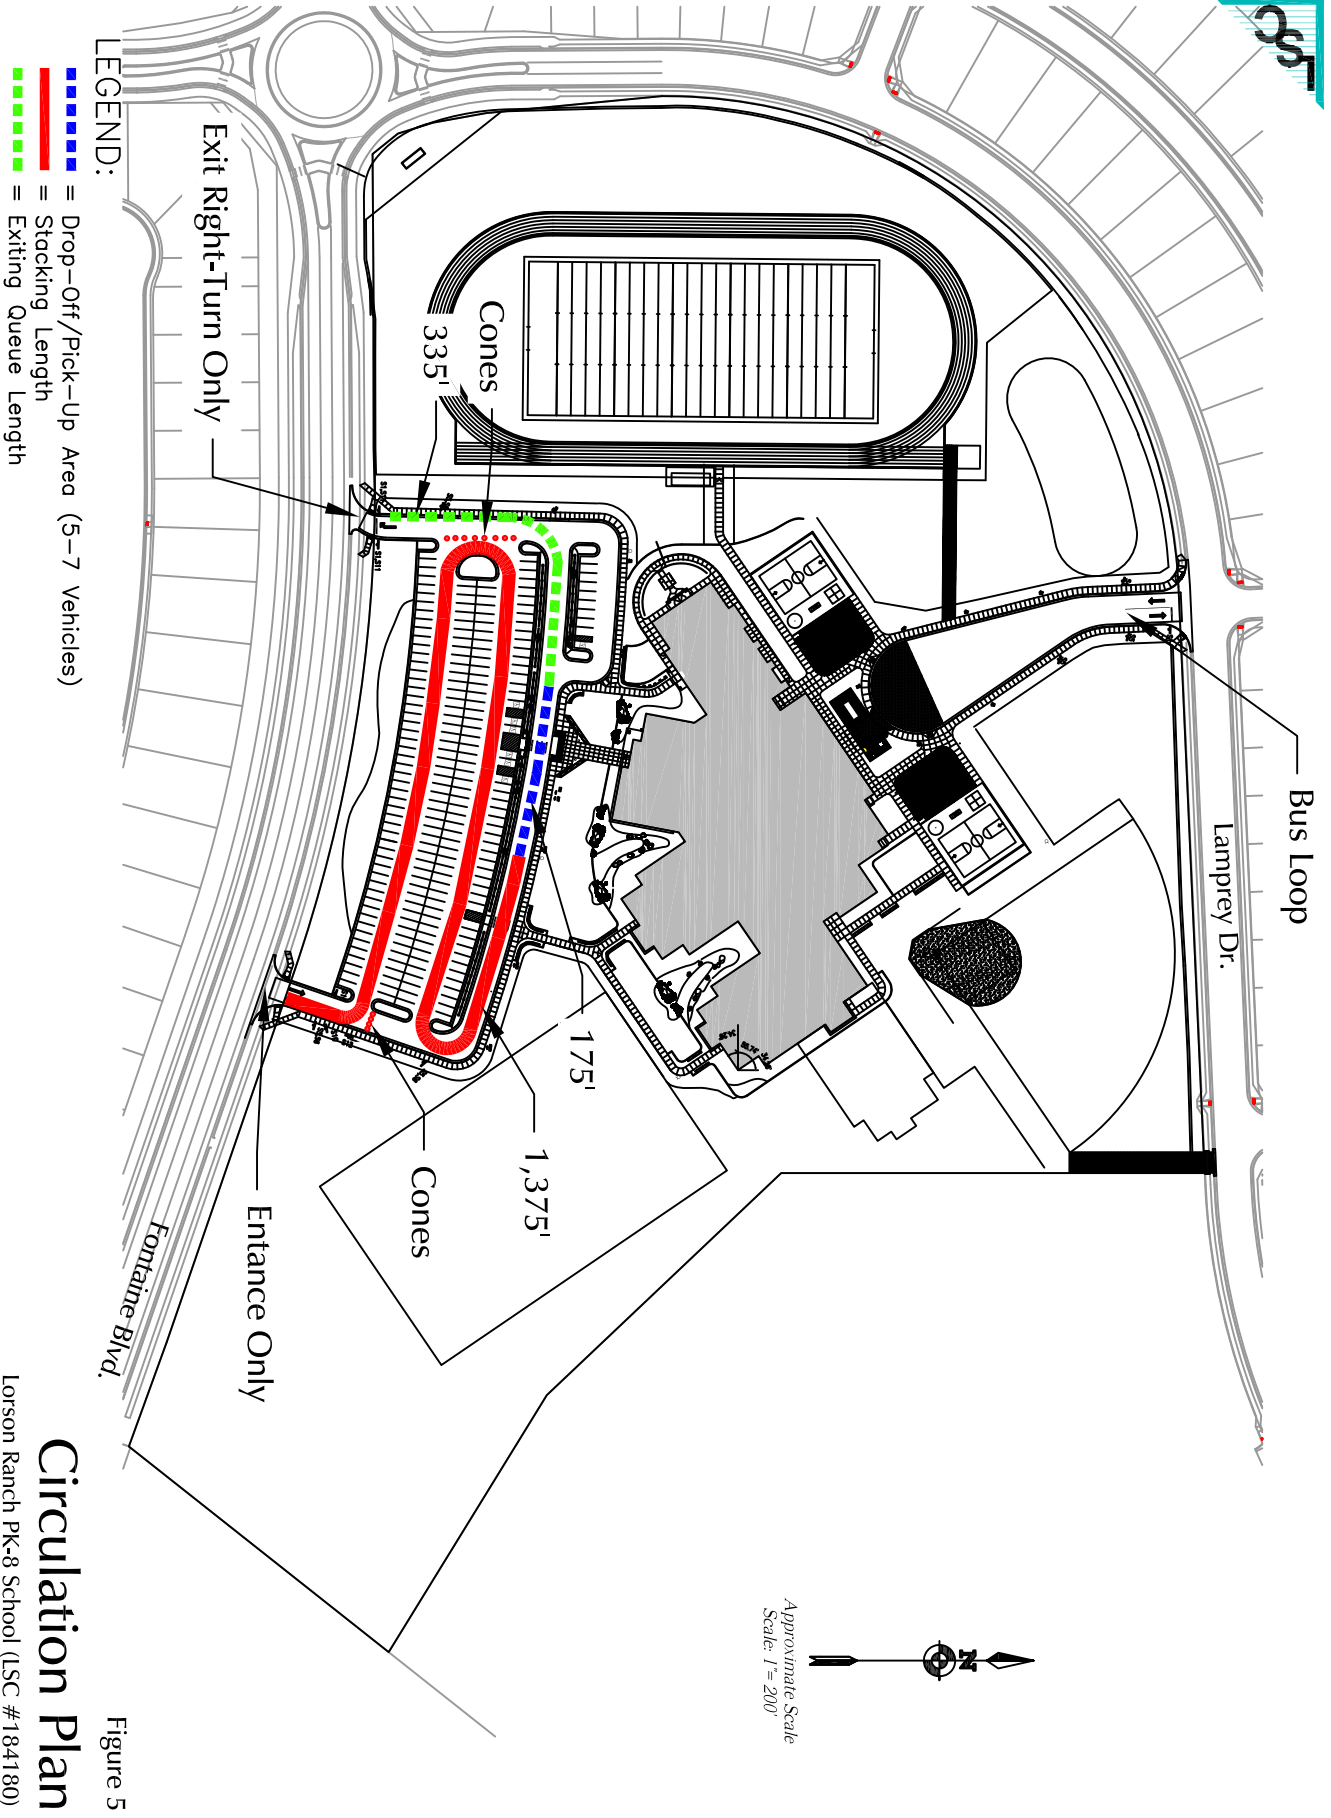 LSC
Bus Loop
Lamprey Dr.
Cones
335'
Exit Right-Turn Only
175'
1,375'
Cones
Entance Only
Fontaine Blvd.
Approximate Scale
Scale: 1"= 200'
N
LEGEND:
= Drop-Off/Pick-Up Area (5-7 Vehicles)
= Stacking Length
= Exiting Queue Length
Figure 5
Circulation Plan
Lorson Ranch PK-8 School (LSC #184180)